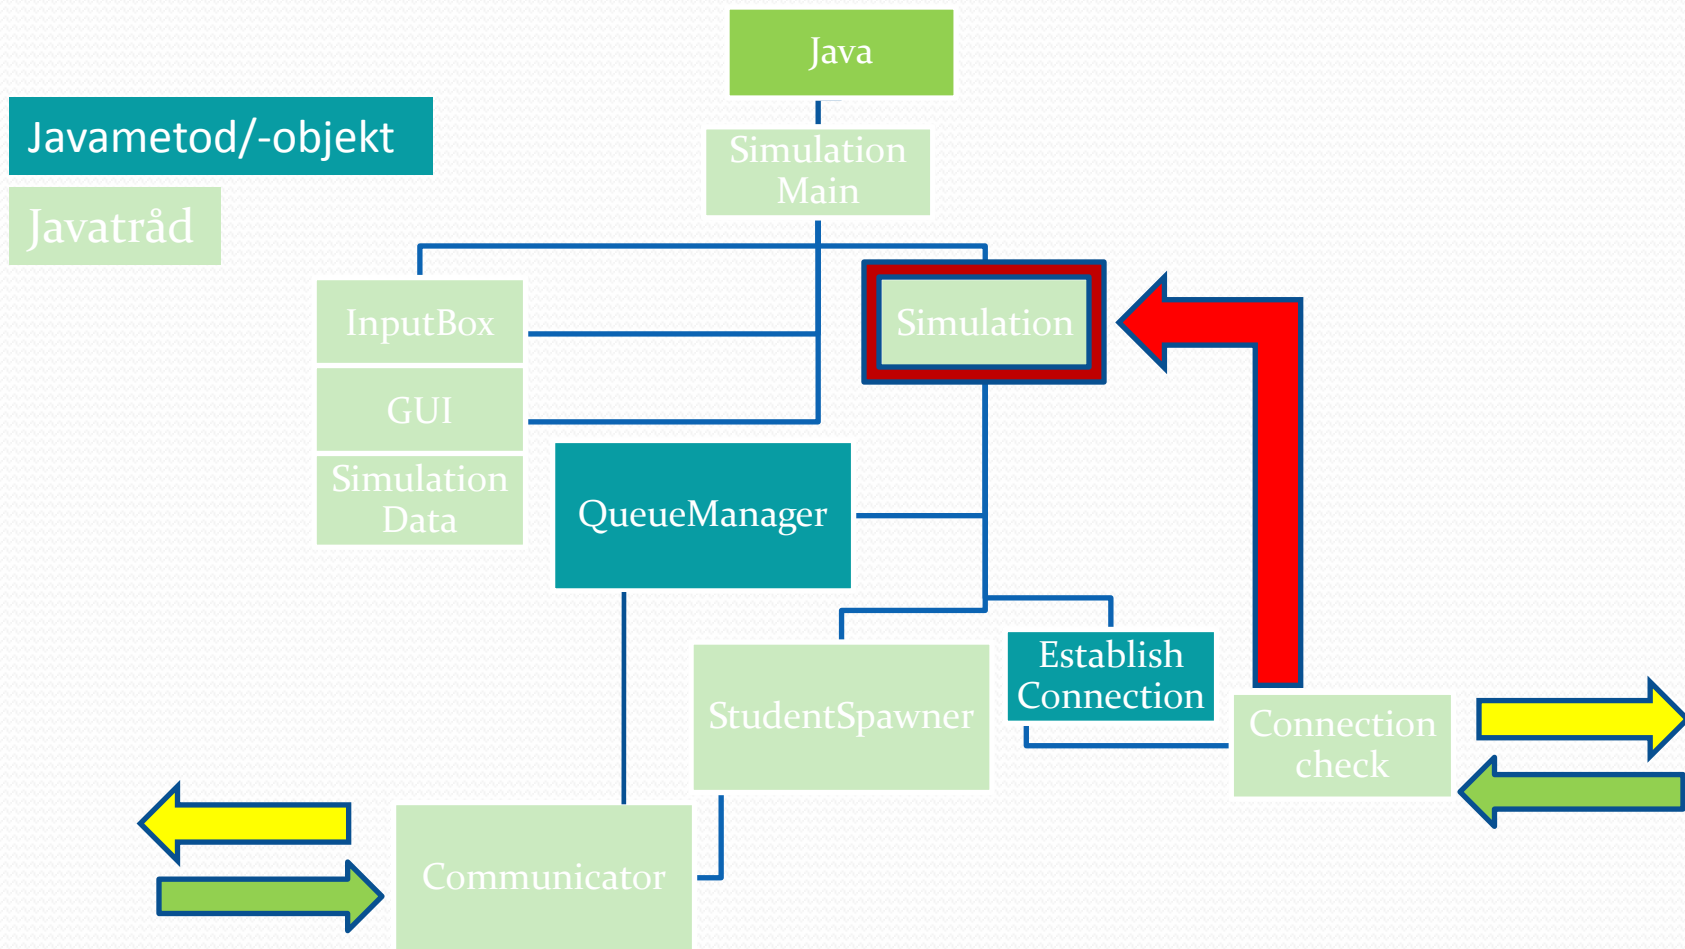 Java
Javametod/-objekt
Javatråd
Simulation
Main
InputBox
GUI
Simulation
Data
Simulation
QueueManager
StudentSpawner
Establish
Connection
Connection
check
Communicator